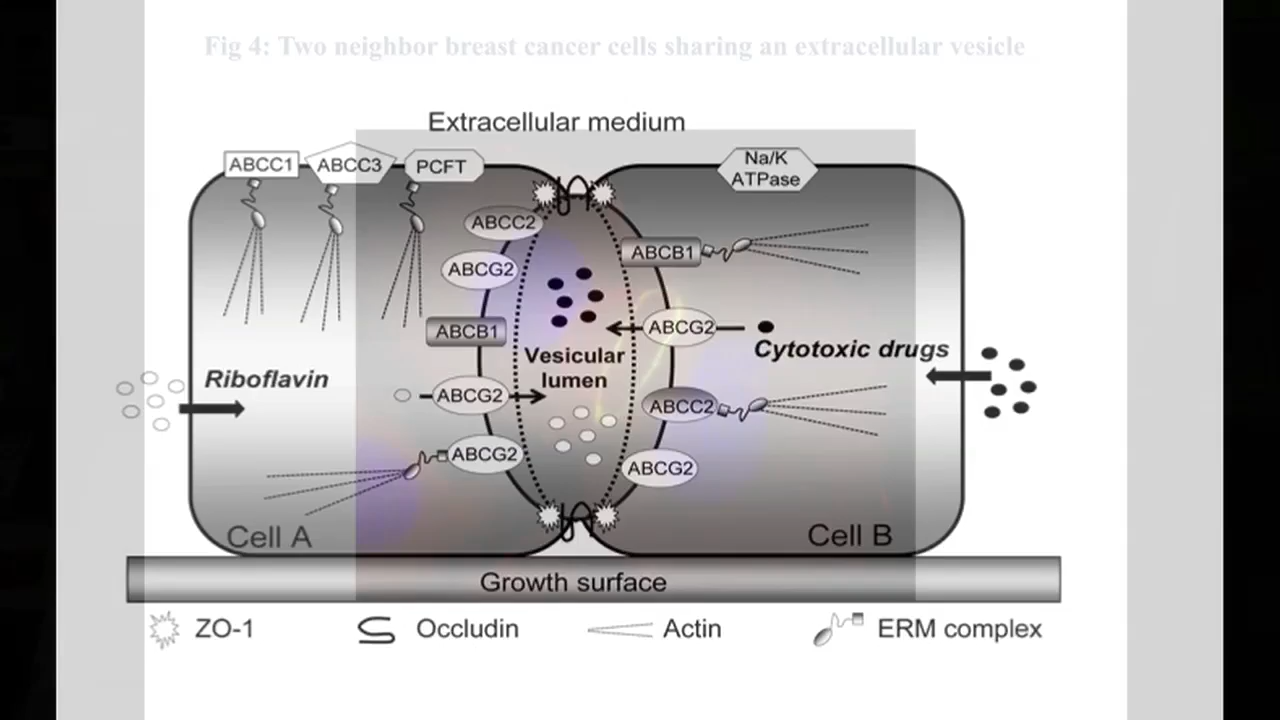 Fig 4: Two neighbor breast cancer cells sharing an extracellular vesicle
Extracellular medium
ABCC1
ABCC3
PCFT
Na/K
ATPase
ABCC2
ABCG2
ABCB1
ABCB1
ABCG2
Cytotoxic drugs
Vesicular
lumen
Riboflavin
ABCG2
ABCC2
ABCG2
ABCG2
Cell A
Cell B
Growth surface
ZO-1
Occludin
Actin
ERM complex